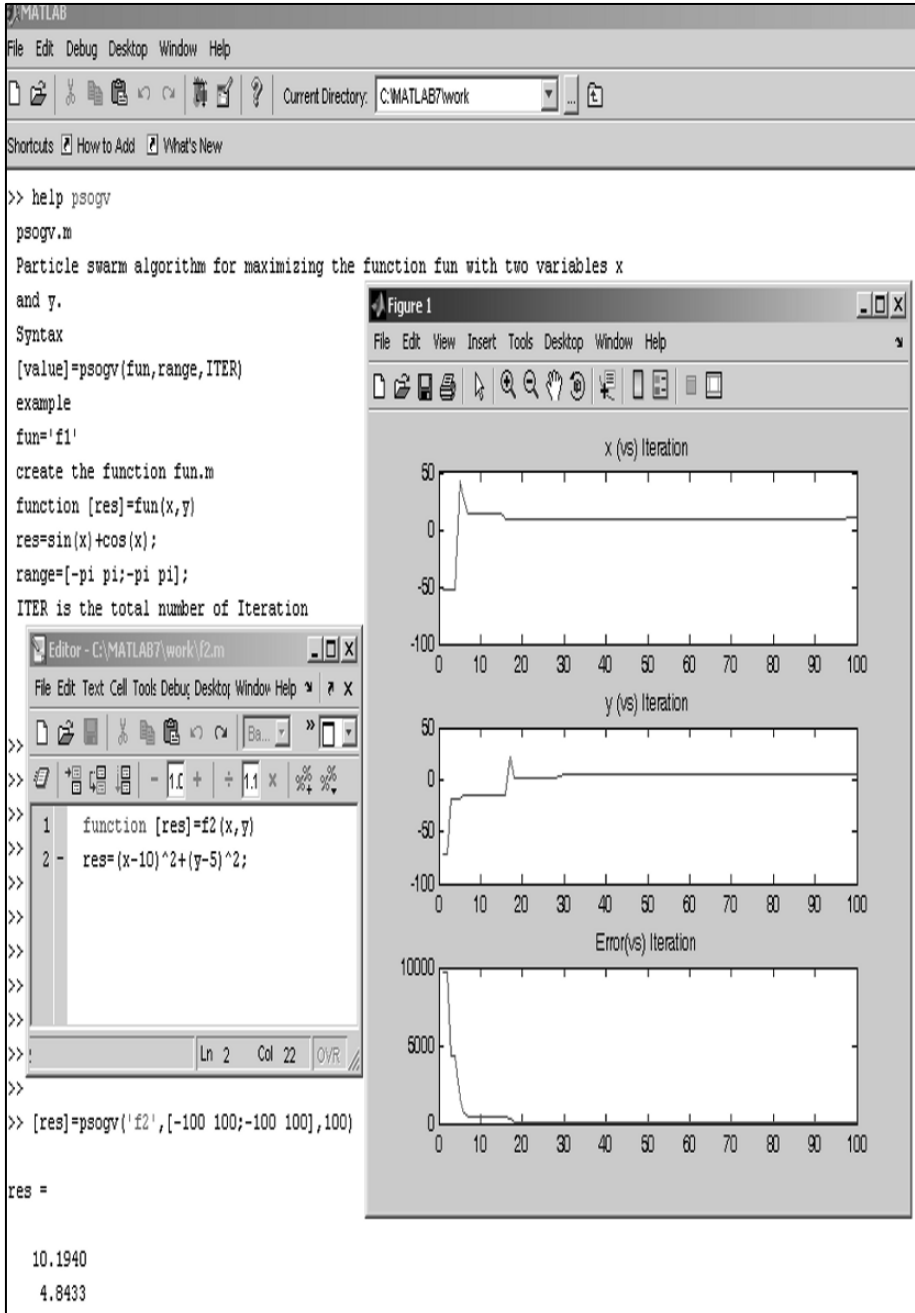 MATLAB
File Edit Debug Desktop Window Help
Current Directory: C:\MATLAB7\work ...
Shortcuts How to Add What's New
>> help psogv
psogv.m
Particle swarm algorithm for maximizing the function fun with two variables x
and y.
Syntax
[value]=psogv(fun,range,ITER)
example
fun='f1'
create the function fun.m
function [res]=fun(x,y)
res=sin(x)+cos(x);
range=[-pi pi;-pi pi];
ITER is the total number of Iteration
Editor - C:\MATLAB7\work\f2.m
File Edit Text Cell Tools Debug Desktop Window Help
Ba...
- 1.0 + ÷ 1.1 ×
1 function [res]=f2(x,y)
2 - res=(x-10)^2+(y-5)^2;
Ln 2 Col 22 OVR
>>
>>
>>
>>
>>
>>
>>
>>
>>
>>
>>
>> [res]=psogv('f2',[-100 100;-100 100],100)
res =
10.1940
4.8433
Figure 1
File Edit View Insert Tools Desktop Window Help
x (vs) Iteration
50
0
-50
-100
0 10 20 30 40 50 60 70 80 90 100
y (vs) Iteration
50
0
-50
-100
0 10 20 30 40 50 60 70 80 90 100
Error(vs) Iteration
10000
5000
0
0 10 20 30 40 50 60 70 80 90 100